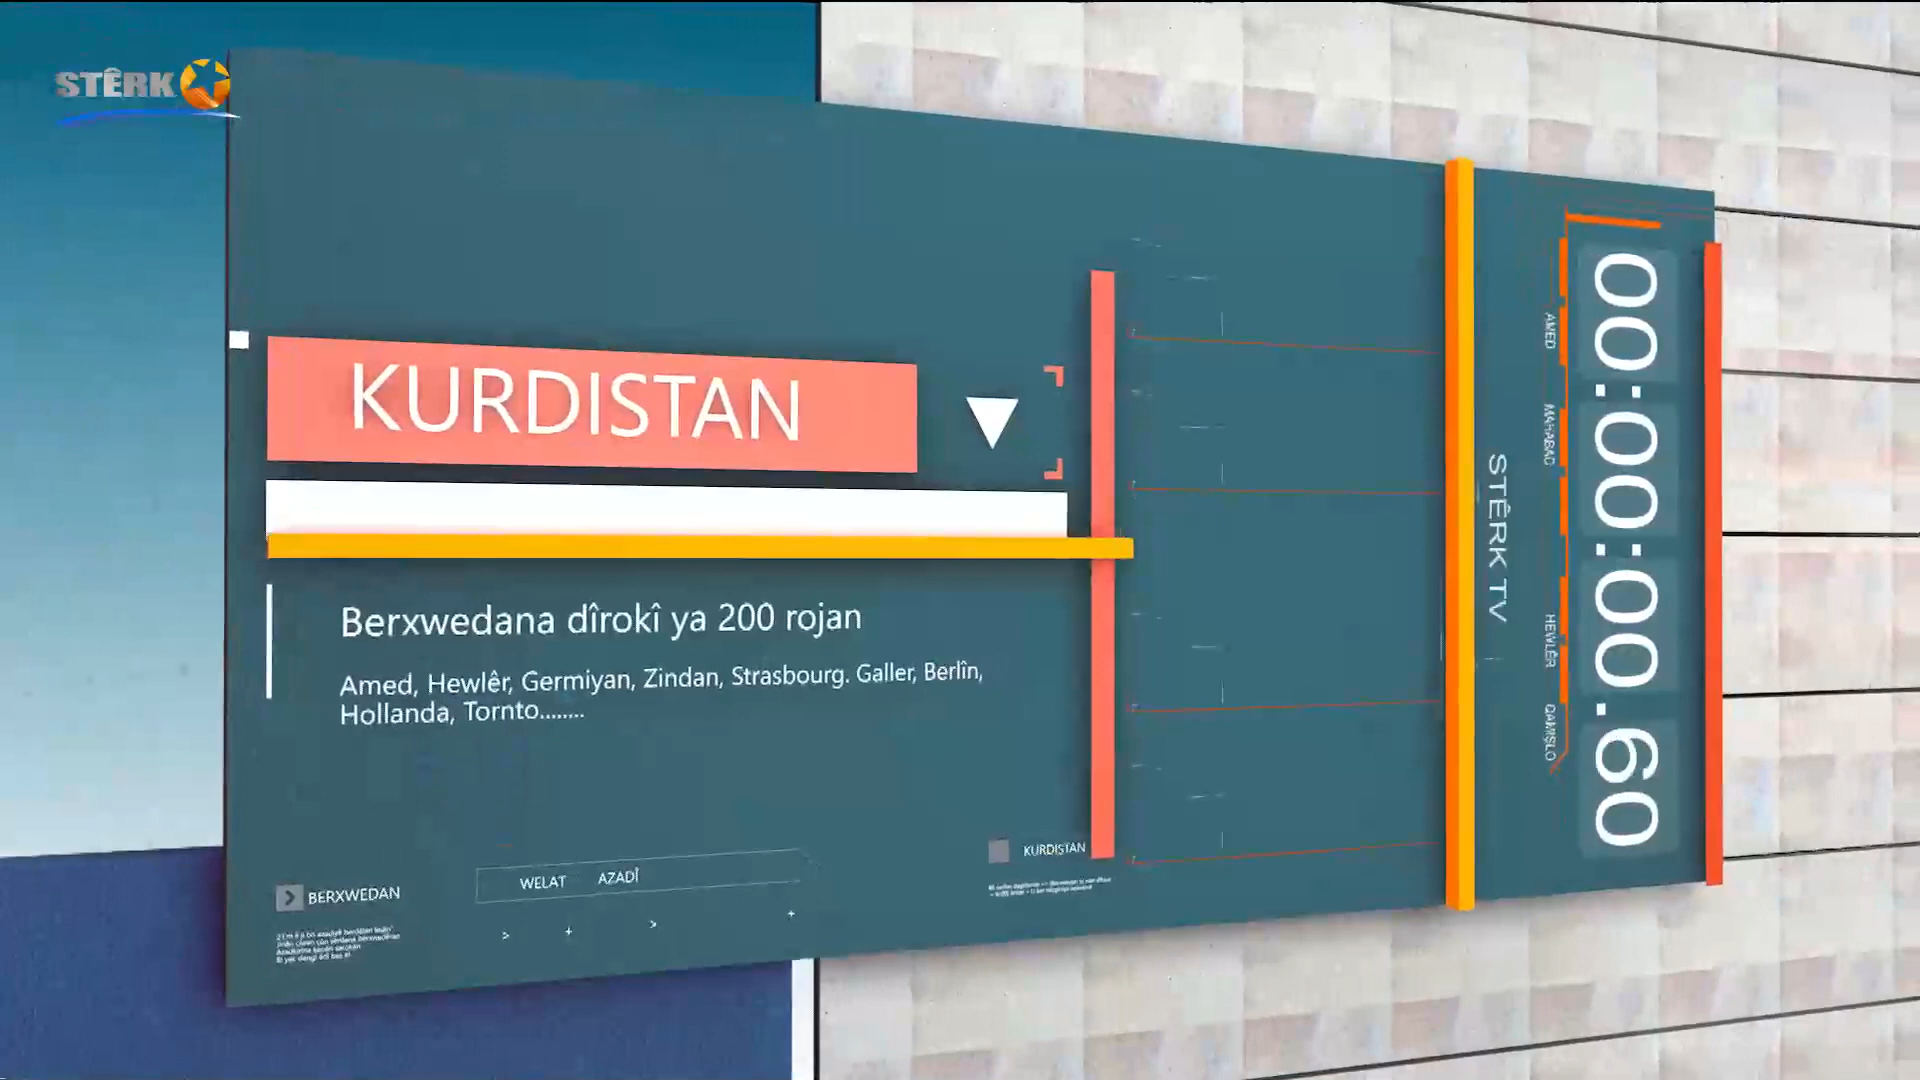 STÊRK
KURDISTAN
Berxwedana dîrokî ya 200 rojan
Amed, Hewlêr, Germiyan, Zindan, Strasbourg. Galler, Berlîn,
Hollanda, Tornto........
BERXWEDAN
WELAT AZADÎ
> + > +
KURDISTAN
STÊRK TV
AMED
MAHABAD
HEWLÊR
QAMIŞLO
00:00:00.60